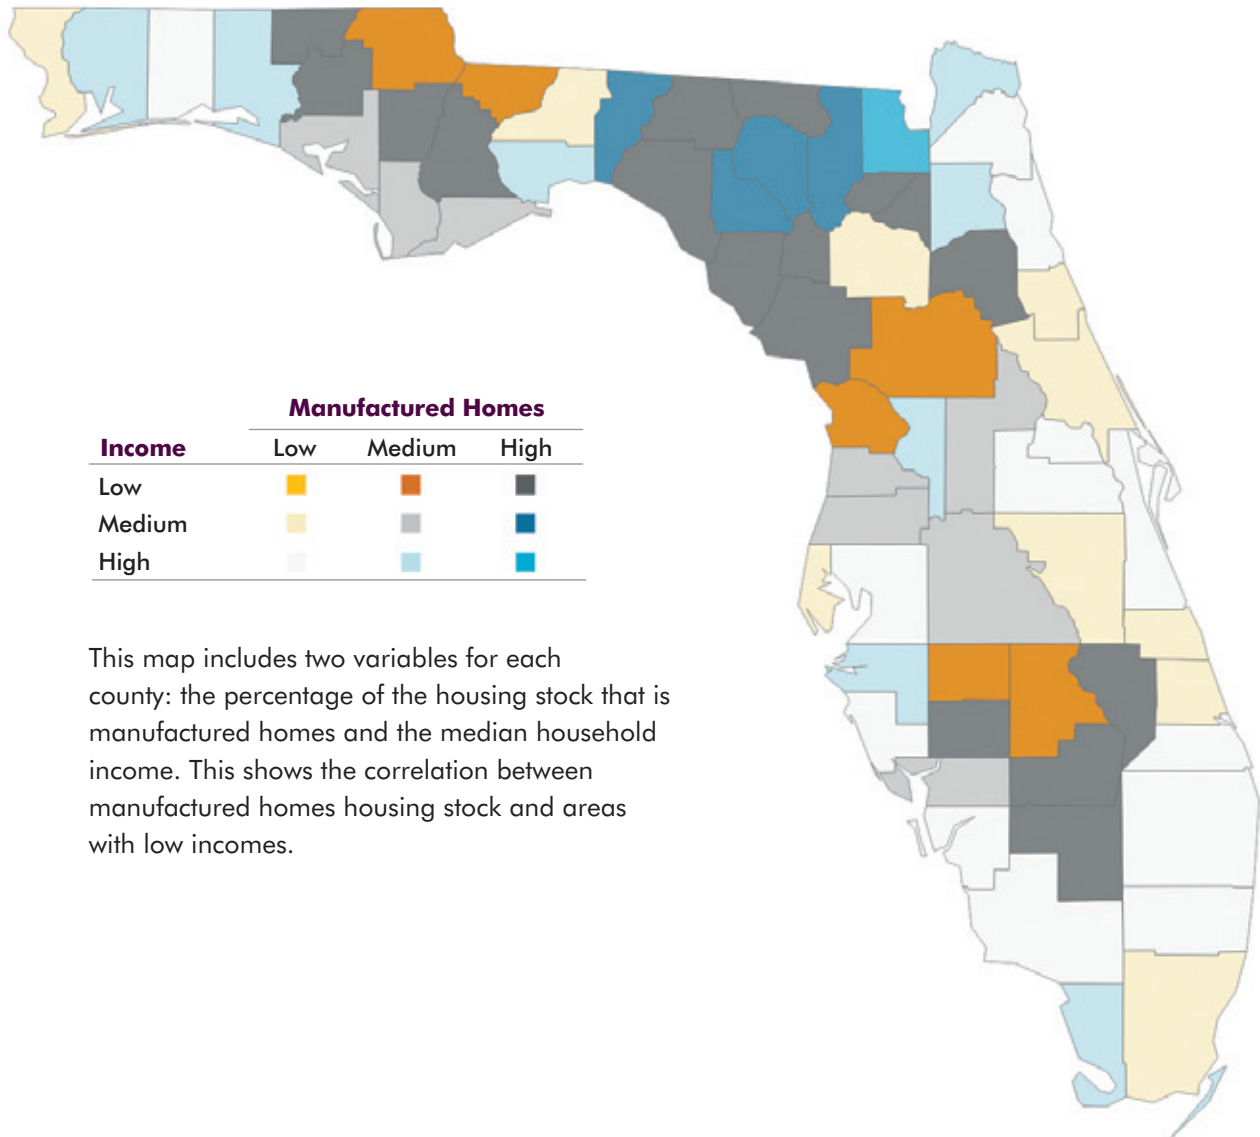 Manufactured Homes
Income Low Medium High
Low
Medium
High
This map includes two variables for each
county: the percentage of the housing stock that is
manufactured homes and the median household
income. This shows the correlation between
manufactured homes housing stock and areas
with low incomes.